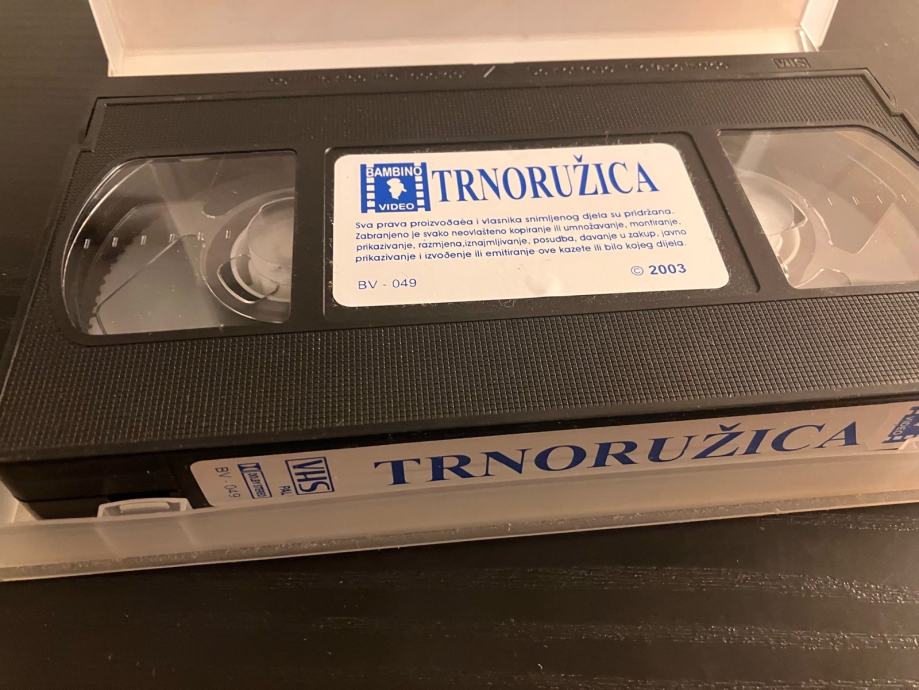 VHS
BAMBINO
VIDEO
TRNORUŽICA
Sva prava proizvođaèa i vlasnika snimljenog djela su pridržana.
Zabranjeno je svako neovlašteno kopiranje ili umnožavanje, montiranje,
prikazivanje, razmjena,iznajmljivanje, posudba, davanje u zakup, javno
prikazivanje i izvođenje ili emitiranje ove kazete ili bilo kojeg dijela.
BV - 049
© 2003
BV - 049
VHS
PAL
TRNORUŽICA